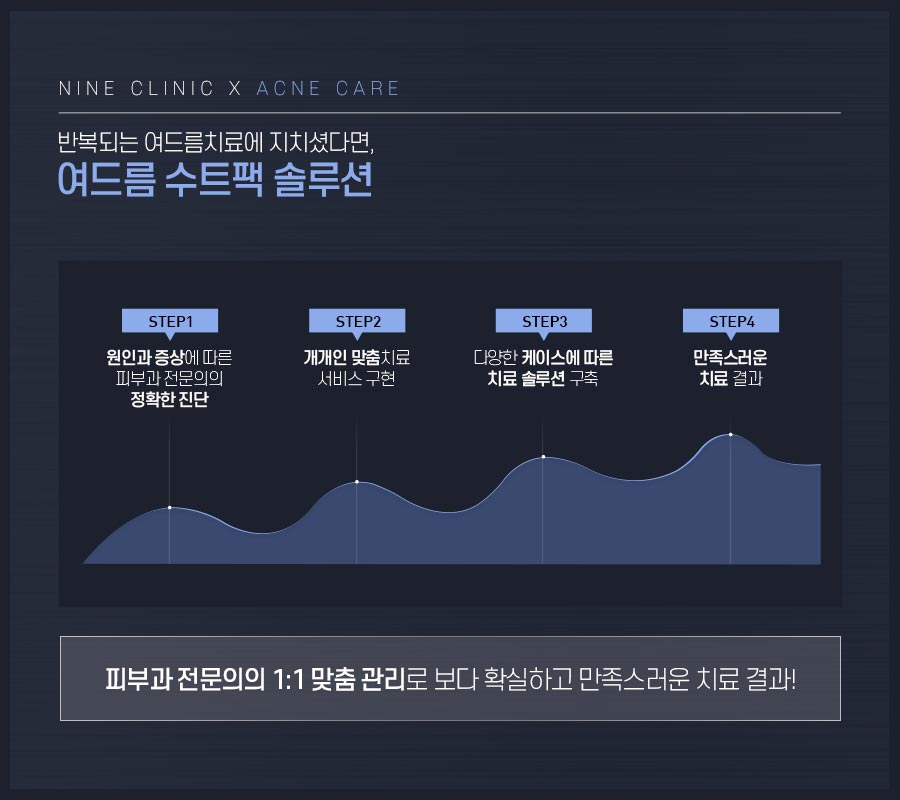 NINE CLINIC X ACNE CARE
반복되는 여드름치료에 지치셨다면,
여드름 수트팩 솔루션
STEP1
원인과 증상에 따른
피부과 전문의의
정확한 진단
STEP2
개개인 맞춤치료
서비스 구현
STEP3
다양한 케이스에 따른
치료 솔루션 구축
STEP4
만족스러운
치료 결과
피부과 전문의의 1:1 맞춤 관리로 보다 확실하고 만족스러운 치료 결과!